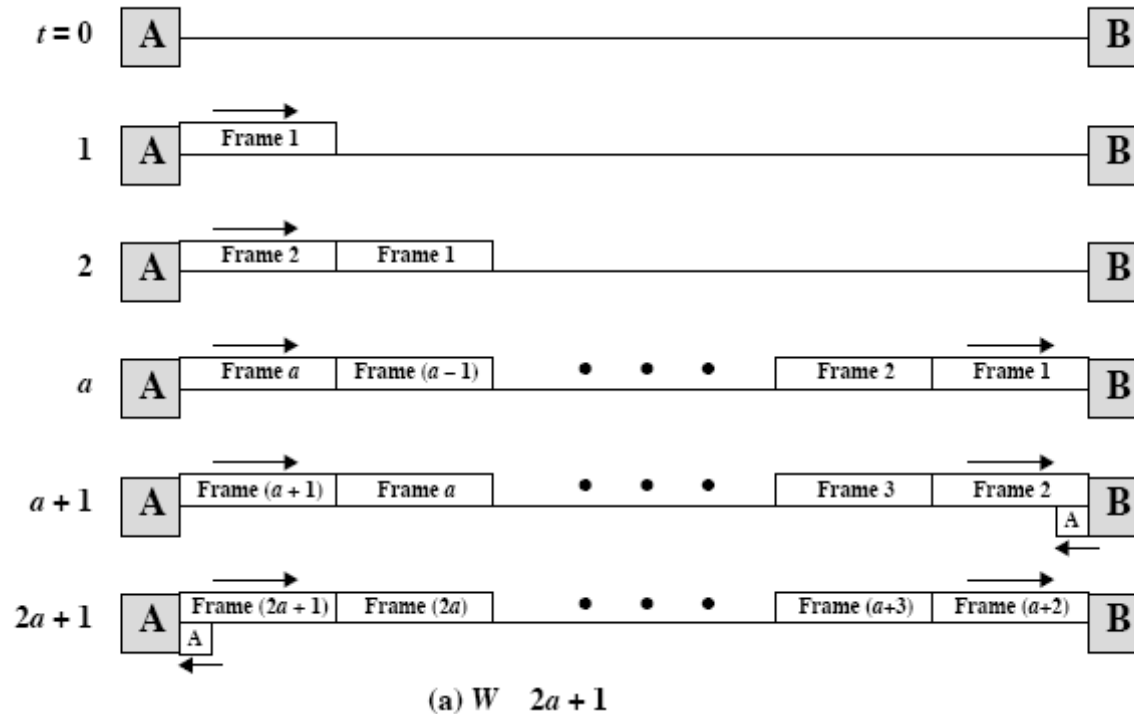 t = 0 A B
1 A Frame 1 B
2 A Frame 2 Frame 1 B
a A Frame a Frame (a – 1) • • • Frame 2 Frame 1 B
a + 1 A Frame (a + 1) Frame a • • • Frame 3 Frame 2 B
A
2a + 1 A Frame (2a + 1) Frame (2a) • • • Frame (a+3) Frame (a+2) B
A
(a) W 2a + 1